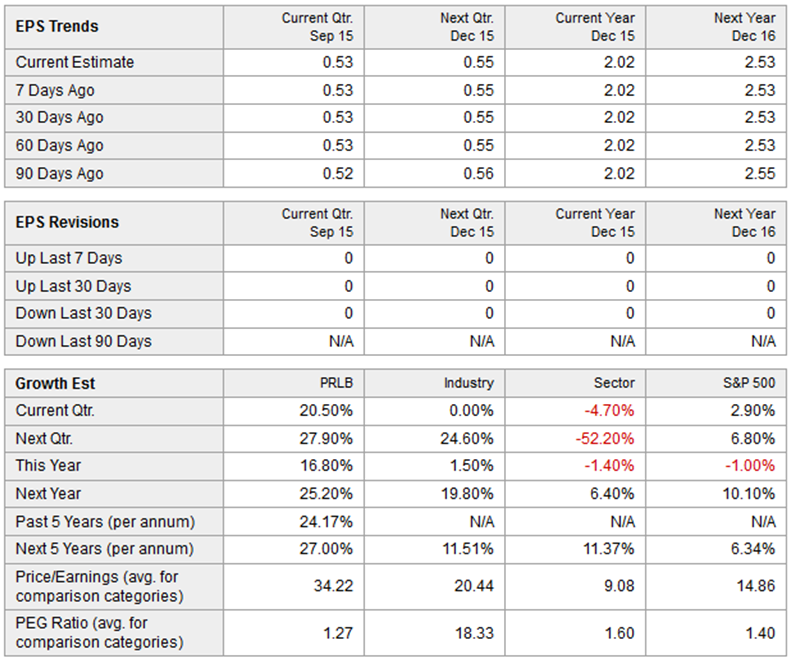 EPS Trends Current Qtr. Sep 15 Next Qtr. Dec 15 Current Year Dec 15 Next Year Dec 16
Current Estimate 0.53 0.55 2.02 2.53
7 Days Ago 0.53 0.55 2.02 2.53
30 Days Ago 0.53 0.55 2.02 2.53
60 Days Ago 0.53 0.55 2.02 2.53
90 Days Ago 0.52 0.56 2.02 2.55
EPS Revisions Current Qtr. Sep 15 Next Qtr. Dec 15 Current Year Dec 15 Next Year Dec 16
Up Last 7 Days 0 0 0 0
Up Last 30 Days 0 0 0 0
Down Last 30 Days 0 0 0 0
Down Last 90 Days N/A N/A N/A N/A
Growth Est PRLB Industry Sector S&P 500
Current Qtr. 20.50% 0.00% -4.70% 2.90%
Next Qtr. 27.90% 24.60% -52.20% 6.80%
This Year 16.80% 1.50% -1.40% -1.00%
Next Year 25.20% 19.80% 6.40% 10.10%
Past 5 Years (per annum) 24.17% N/A N/A N/A
Next 5 Years (per annum) 27.00% 11.51% 11.37% 6.34%
Price/Earnings (avg. for comparison categories) 34.22 20.44 9.08 14.86
PEG Ratio (avg. for comparison categories) 1.27 18.33 1.60 1.40